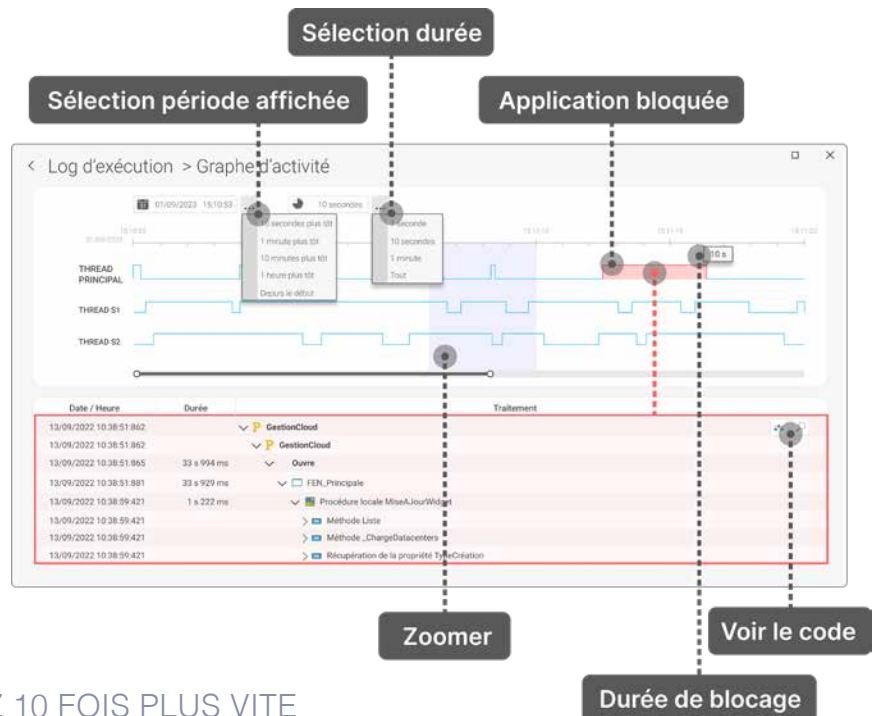 Sélection durée
Sélection période affichée
Application bloquée
< Log d'exécution > Graphe d'activité
01/09/2023 15:10:53 ... 10 secondes ...
10 secondes plus tôt
1 minute plus tôt
10 minutes plus tôt
1 heure plus tôt
Depuis le début
seconde
10 secondes
1 minute
Tout
10 s
THREAD
PRINCIPAL
THREAD S1
THREAD S2
Date / Heure Durée Traitement
13/09/2022 10:38:51:862 GestionCloud
13/09/2022 10:38:51:862 GestionCloud
13/09/2022 10:38:51:865 33 s 994 ms Ouvre
13/09/2022 10:38:51:881 33 s 929 ms FEN_Principale
13/09/2022 10:38:59:421 1 s 222 ms Procédure locale MiseAJourWidget
13/09/2022 10:38:59:421 Méthode Liste
13/09/2022 10:38:59:421 Méthode _ChargeDatacenters
13/09/2022 10:38:59:421 Récupération de la propriété TypeCréation
Zoomer
Voir le code
Durée de blocage
Z 10 FOIS PLUS VITE